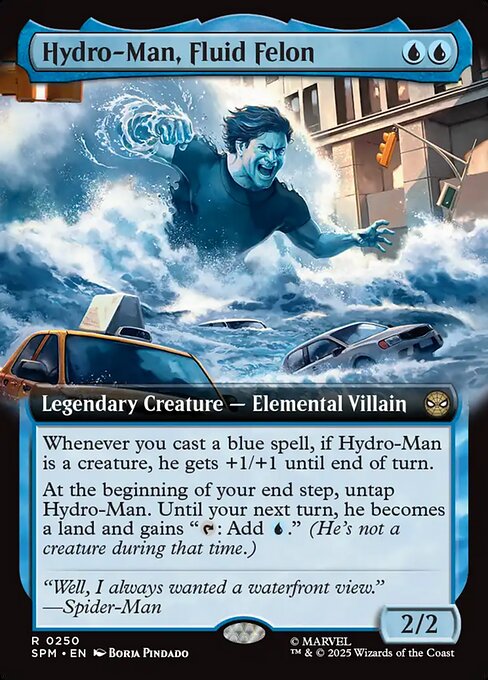 Hydro-Man, Fluid Felon
Legendary Creature — Elemental Villain
Whenever you cast a blue spell, if Hydro-Man
is a creature, he gets +1/+1 until end of turn.
At the beginning of your end step, untap
Hydro-Man. Until your next turn, he becomes
a land and gains “: Add .” (He's not a
creature during that time.)
“Well, I always wanted a waterfront view.”
—Spider-Man
2/2
R 0250
SPM • EN Borja Pindado
© MARVEL
™ & © 2025 Wizards of the Coast